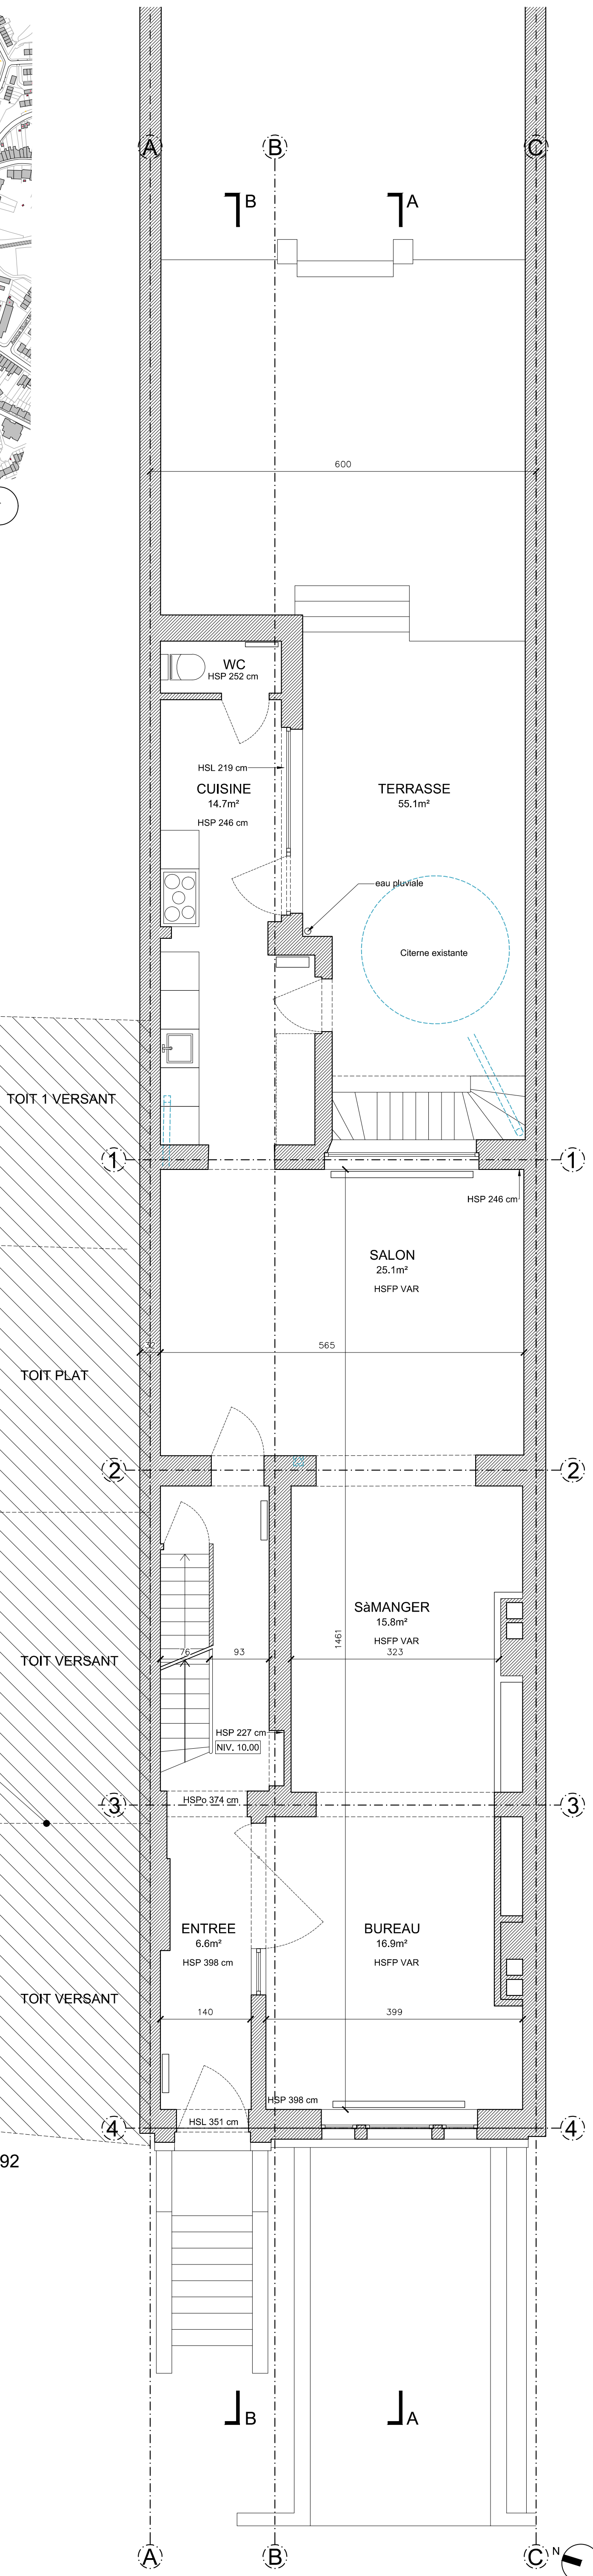 A
B
C
B
A
600
WC
HSP 252 cm
HSL 219 cm
CUISINE
14.7m²
HSP 246 cm
TERRASSE
55.1m²
eau pluviale
Citerne existante
TOIT 1 VERSANT
1
1
HSP 246 cm
SALON
25.1m²
HSFP VAR
32
565
TOIT PLAT
2
2
SàMANGER
15.8m²
HSFP VAR
1461
76
93
323
TOIT VERSANT
HSP 227 cm
NIV. 10.00
HSPo 374 cm
3
3
ENTREE
6.6m²
HSP 398 cm
BUREAU
16.9m²
HSFP VAR
TOIT VERSANT
140
399
HSP 398 cm
HSL 351 cm
4
4
92
B
A
A
B
C
N